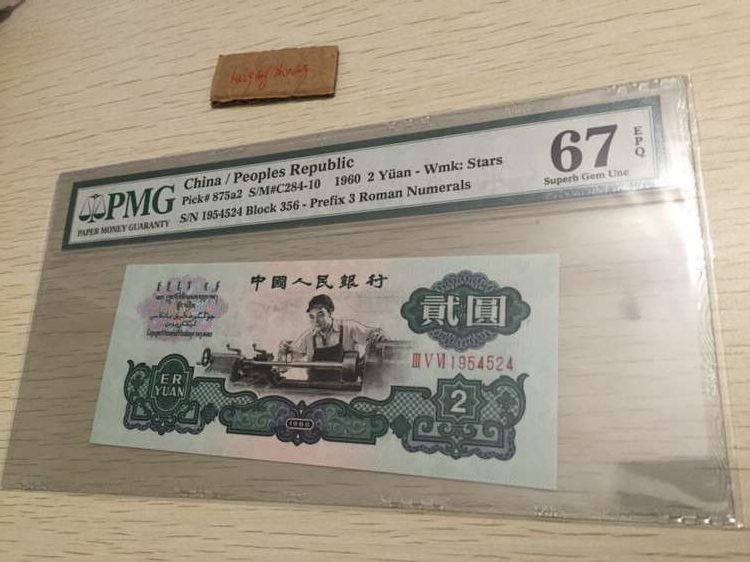 China / Peoples Republic
Pick# 875a2 S/M#C284-10 1960 2 Yüan - Wmk: Stars
S/N 1954524 Block 356 - Prefix 3 Roman Numerals
PMG
PAPER MONEY GUARANTY
67
EPQ
Superb Gem Unc
中國人民銀行
貳圓
ⅢⅤⅥ1954524
ER
YUAN
1960
2